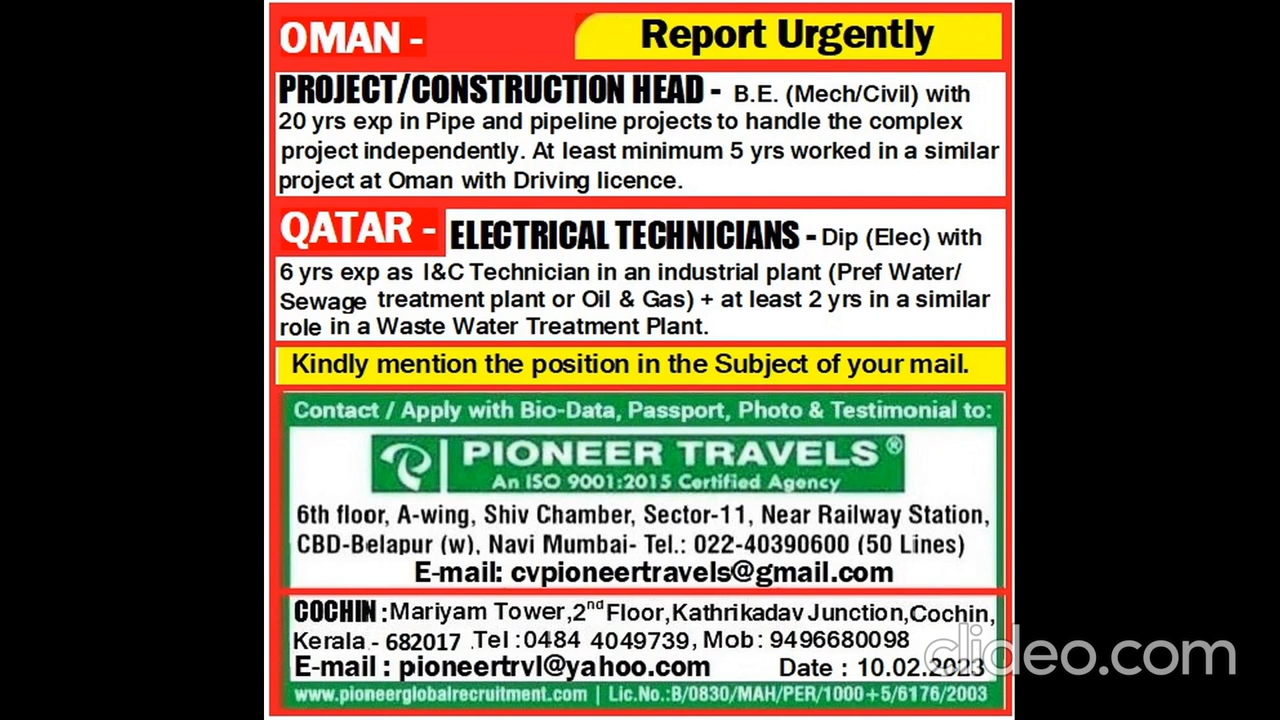 OMAN -
Report Urgently
PROJECT/CONSTRUCTION HEAD - B.E. (Mech/Civil) with
20 yrs exp in Pipe and pipeline projects to handle the complex
project independently. At least minimum 5 yrs worked in a similar
project at Oman with Driving licence.
QATAR - ELECTRICAL TECHNICIANS - Dip (Elec) with
6 yrs exp as I&C Technician in an industrial plant (Pref Water/
Sewage treatment plant or Oil & Gas) + at least 2 yrs in a similar
role in a Waste Water Treatment Plant.
Kindly mention the position in the Subject of your mail.
Contact / Apply with Bio-Data, Passport, Photo & Testimonial to:
PIONEER TRAVELS ®
An ISO 9001:2015 Certified Agency
6th floor, A-wing, Shiv Chamber, Sector-11, Near Railway Station,
CBD-Belapur (w), Navi Mumbai- Tel.: 022-40390600 (50 Lines)
E-mail: cvpioneertravels@gmail.com
COCHIN : Mariyam Tower,2nd Floor,Kathrikadav Junction,Cochin,
Kerala - 682017 .Tel :0484 4049739, Mob: 9496680098
E-mail : pioneertrvl@yahoo.com Date : 10.02.2023
www.pioneerglobalrecruitment.com | Lic.No.:B/0830/MAH/PER/1000+5/6176/2003
clideo.com